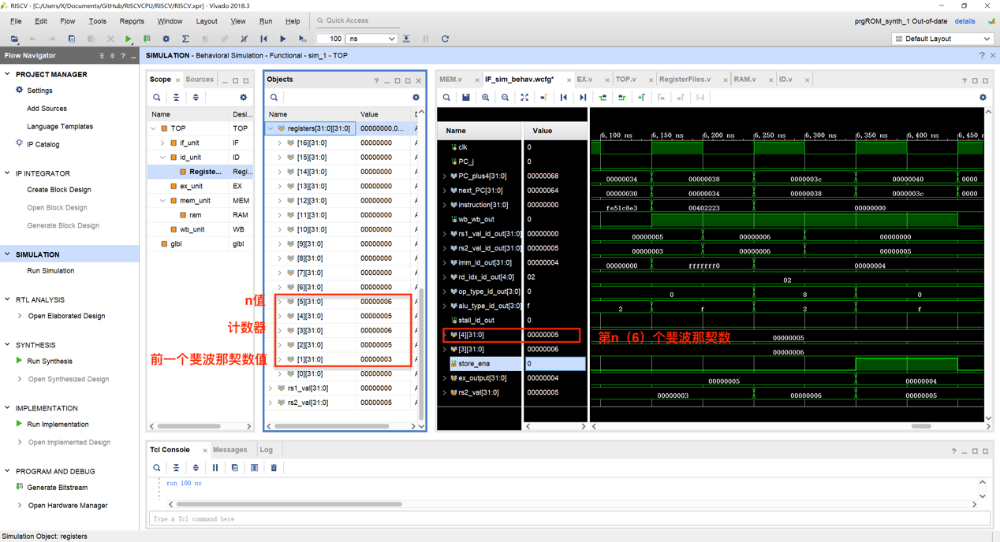 RISCV - [C:/Users/X/Documents/GitHub/RISCVCPU/RISCV/RISCV.xpr] - Vivado 2018.3
File Edit Flow Tools Reports Window Layout View Run Help Quick Access
prgROM_synth_1 Out-of-date details
100 ns
Default Layout
Flow Navigator
SIMULATION - Behavioral Simulation - Functional - sim_1 - TOP
PROJECT MANAGER
Settings
Add Sources
Language Templates
IP Catalog
IP INTEGRATOR
Create Block Design
Open Block Design
Generate Block Design
SIMULATION
Run Simulation
RTL ANALYSIS
Open Elaborated Design
SYNTHESIS
Run Synthesis
Open Synthesized Design
IMPLEMENTATION
Run Implementation
Open Implemented Design
PROGRAM AND DEBUG
Generate Bitstream
Open Hardware Manager
Scope Sources
Name Desi...
TOP TOP
if_unit IF
id_unit ID
Registe... Regi...
ex_unit EX
mem_unit MEM
ram RAM
wb_unit WB
glbl glbl
Objects
Name Value
registers[31:0][31:0] 00000000,0...
[16][31:0] 00000000
[15][31:0] 00000000
[14][31:0] 00000000
[13][31:0] 00000000
[12][31:0] 00000000
[11][31:0] 00000000
[10][31:0] 00000000
[9][31:0] 00000000
[8][31:0] 00000000
[7][31:0] 00000000
[6][31:0] 00000000
n值 [5][31:0] 00000006
计数器 [4][31:0] 00000005
[3][31:0] 00000006
[2][31:0] 00000005
前一个斐波那契数值 [1][31:0] 00000003
[0][31:0] 00000000
rs1_val[31:0] 00000000
rs2_val[31:0] 00000005
MEM.v IF_sim_behav.wcfg* EX.v TOP.v RegisterFiles.v RAM.v ID.v
Name Value
6,100 ns 6,150 ns 6,200 ns 6,250 ns 6,300 ns 6,350 ns 6,400 ns 6,450 n
clk 0
PC_j 0
PC_plus4[31:0] 00000068 00000034 00000038 0000003c 00000040 0000
next_PC[31:0] 00000064 00000030 00000034 00000038 0000003c 0000
instruction[31:0] 00000000 fe51c8e3 00402223 00000000
wb_wb_out 0
rs1_val_id_out[31:0] 00000000 00000005 00000006 00000000
rs2_val_id_out[31:0] 00000005 00000003 00000006 00000005
imm_id_out[31:0] 00000004 00000000 fffffff0 00000004
rd_idx_id_out[4:0] 02 02
op_type_id_out[3:0] 0 0 8 0
alu_type_id_out[3:0] f 2 f 2 f
stall_id_out 0
[4][31:0] 00000005 第n（6）个斐波那契数 00000005
[3][31:0] 00000006 00000006
store_ena 0
ex_output[31:0] 00000004 00000005 00000004
rs2_val[31:0] 00000005 00000003 00000006 00000005
Tcl Console Messages Log
run 100 ns
Type a Tcl command here
Simulation Object: registers